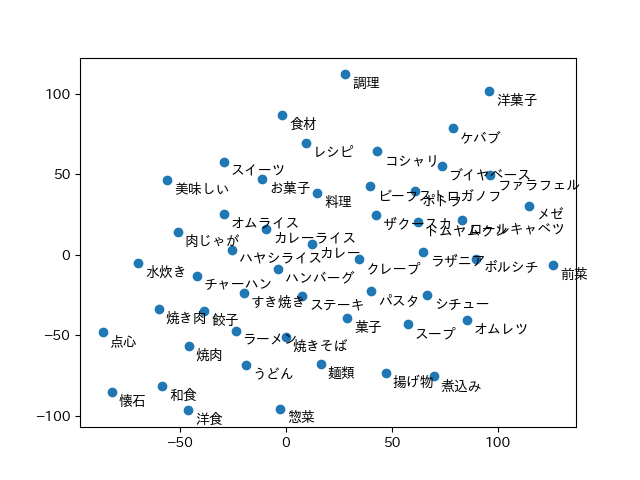 調理
洋菓子
食材
ケバブ
レシピ
コシャリ
スイーツ
ブイヤベース
お菓子
ファラフェル
美味しい
料理
ビーフストロガノフ
メゼ
オムライス
ザクースカ
トムヤムクン
ロールキャベツ
カレーライス
肉じゃが
カレー
ハヤシライス
ラザニア
クレープ
ボルシチ
水炊き
前菜
ハンバーグ
チャーハン
すき焼き
ステーキ
パスタ
シチュー
焼き肉
餃子
菓子
オムレツ
スープ
点心
ラーメン
焼きそば
焼肉
うどん
麺類
揚げ物
煮込み
懐石
和食
洋食
惣菜
100
50
0
−50
−100
−50
0
50
100